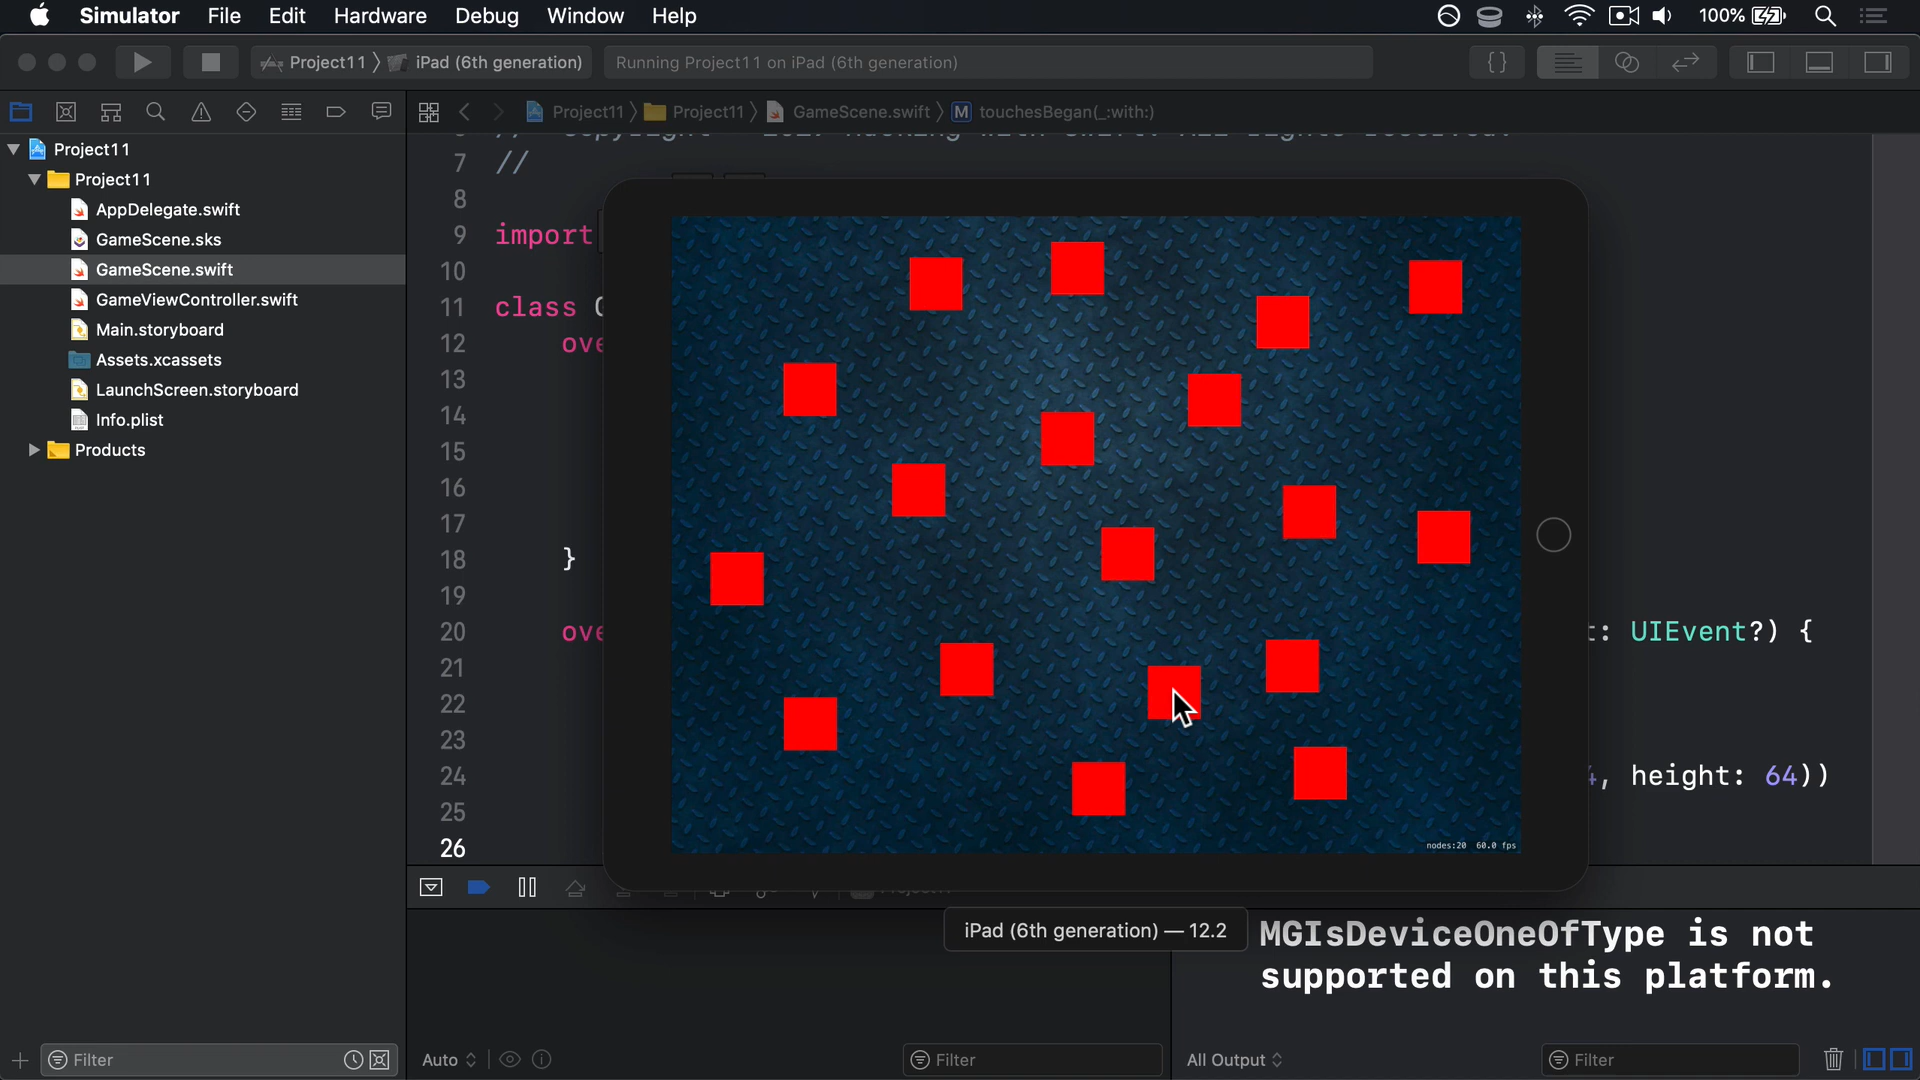 Simulator File Edit Hardware Debug Window Help 100%
Project11 iPad (6th generation) Running Project11 on iPad (6th generation) {}
Project11 Project11 GameScene.swift M touchesBegan(_:with:)
Project11
Project11
AppDelegate.swift
GameScene.sks
GameScene.swift
GameViewController.swift
Main.storyboard
Assets.xcassets
LaunchScreen.storyboard
Info.plist
Products
7 //
8
9 import
10
11 class
12 ove
13
14
15
16
17
18 }
19
20 ove t: UIEvent?) {
21
22
23
24 4, height: 64))
25
26
nodes:20 60.0 fps
iPad (6th generation) — 12.2
MGIsDeviceOneOfType is not
supported on this platform.
Filter Auto Filter All Output Filter